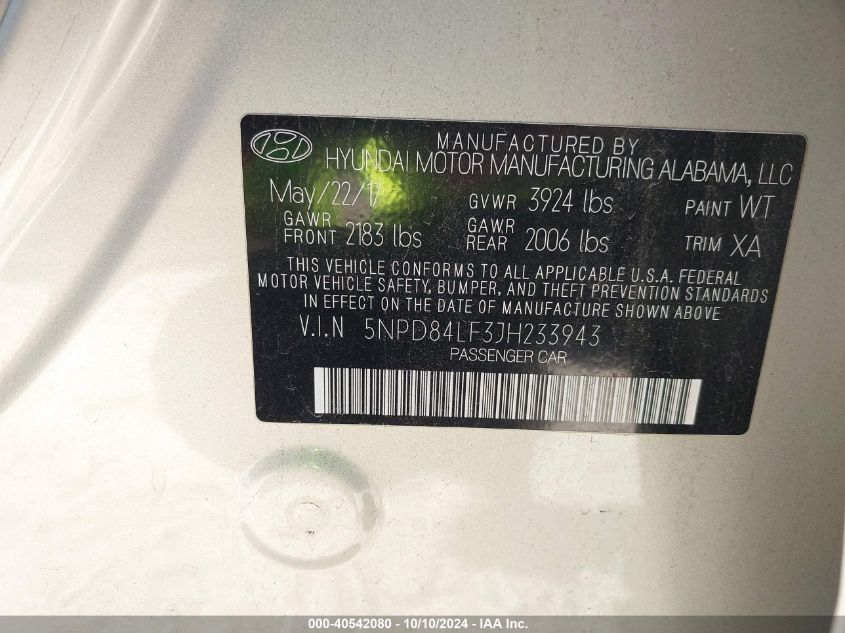 MANUFACTURED BY
HYUNDAI MOTOR MANUFACTURING ALABAMA, LLC
May/22/17 GVWR 3924 lbs PAINT WT
GAWR FRONT 2183 lbs GAWR REAR 2006 lbs TRIM XA
THIS VEHICLE CONFORMS TO ALL APPLICABLE U.S.A. FEDERAL
MOTOR VEHICLE SAFETY, BUMPER, AND THEFT PREVENTION STANDARDS
IN EFFECT ON THE DATE OF MANUFACTURE SHOWN ABOVE
V.I.N 5NPD84LF3JH233943
PASSENGER CAR
000-40542080 - 10/10/2024 - IAA Inc.